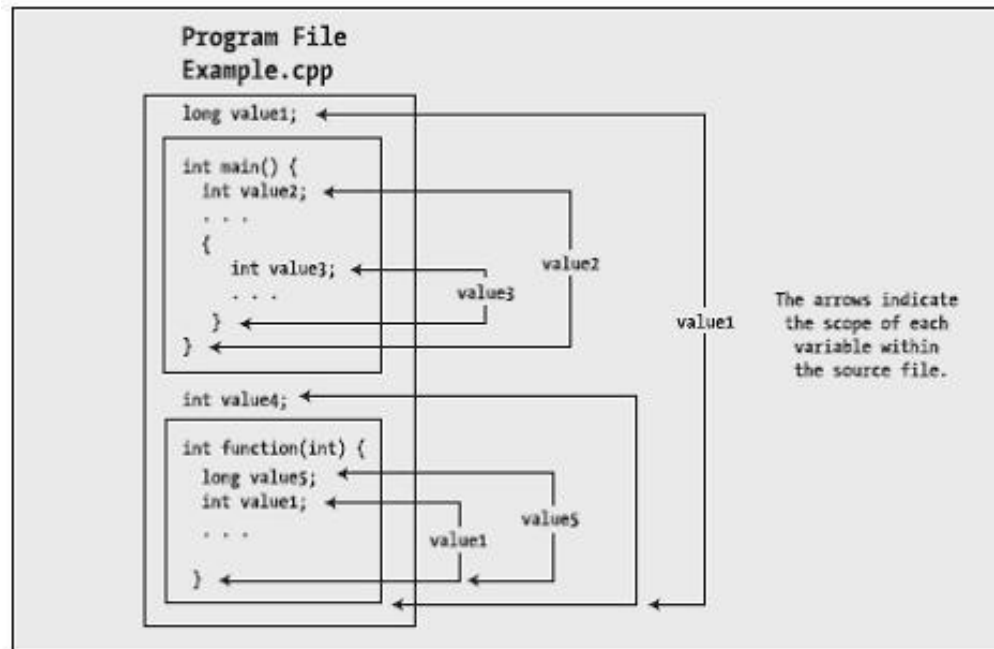 Program File
Example.cpp
long value1;
int main() {
int value2;
. . .
{
int value3;
. . .
}
}
int value4;
int function(int) {
long value5;
int value1;
. . .
}
value3
value2
value1
value5
value1
The arrows indicate
the scope of each
variable within
the source file.